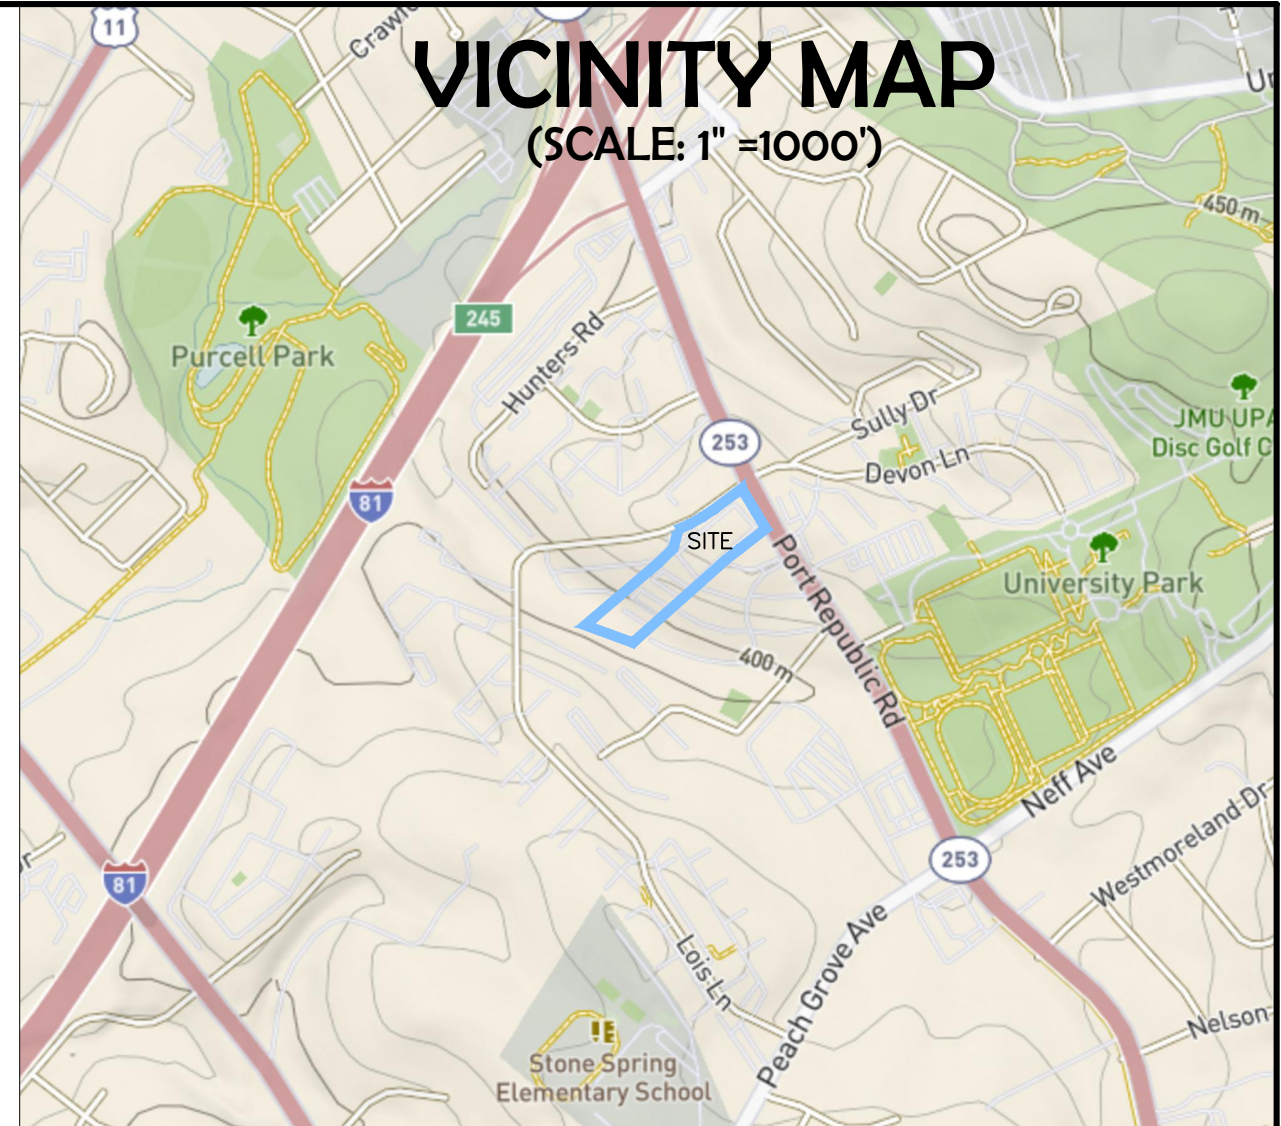 11
Crawfo
VICINITY MAP
(SCALE: 1" =1000')
Un
450 m
245
Purcell Park
Hunters Rd
JMU UPA
Disc Golf C
Sully Dr
253
Devon Ln
81
SITE
University Park
Port Republic Rd
400 m
Neff Ave
Westmoreland Dr
81
253
Peach Grove Ave
Lois Ln
Nelson
Stone Spring
Elementary School